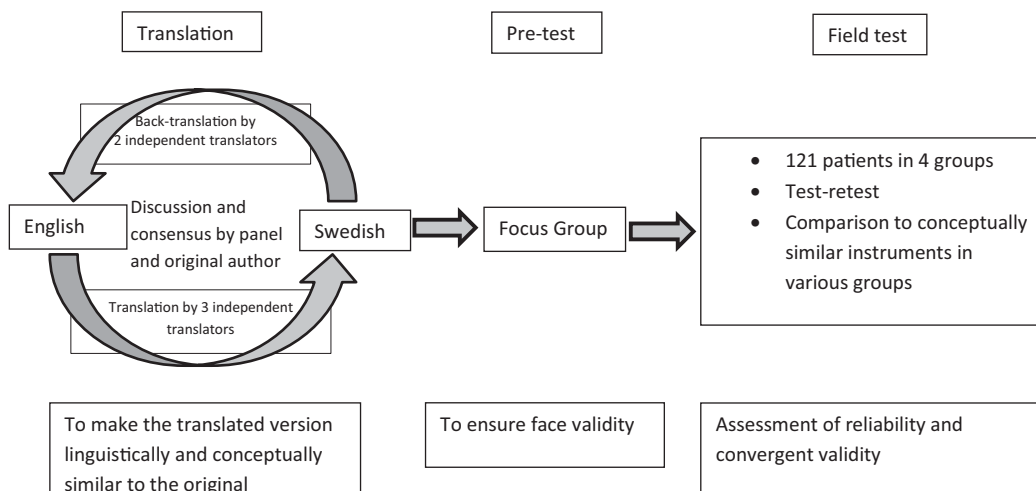 Translation
Pre-test
Field test
Back-translation by
2 independent translators
English
Discussion and
consensus by panel
and original author
Swedish
Focus Group
• 121 patients in 4 groups
• Test-retest
• Comparison to conceptually
similar instruments in
various groups
Translation by 3 independent
translators
To make the translated version
linguistically and conceptually
similar to the original
To ensure face validity
Assessment of reliability and
convergent validity